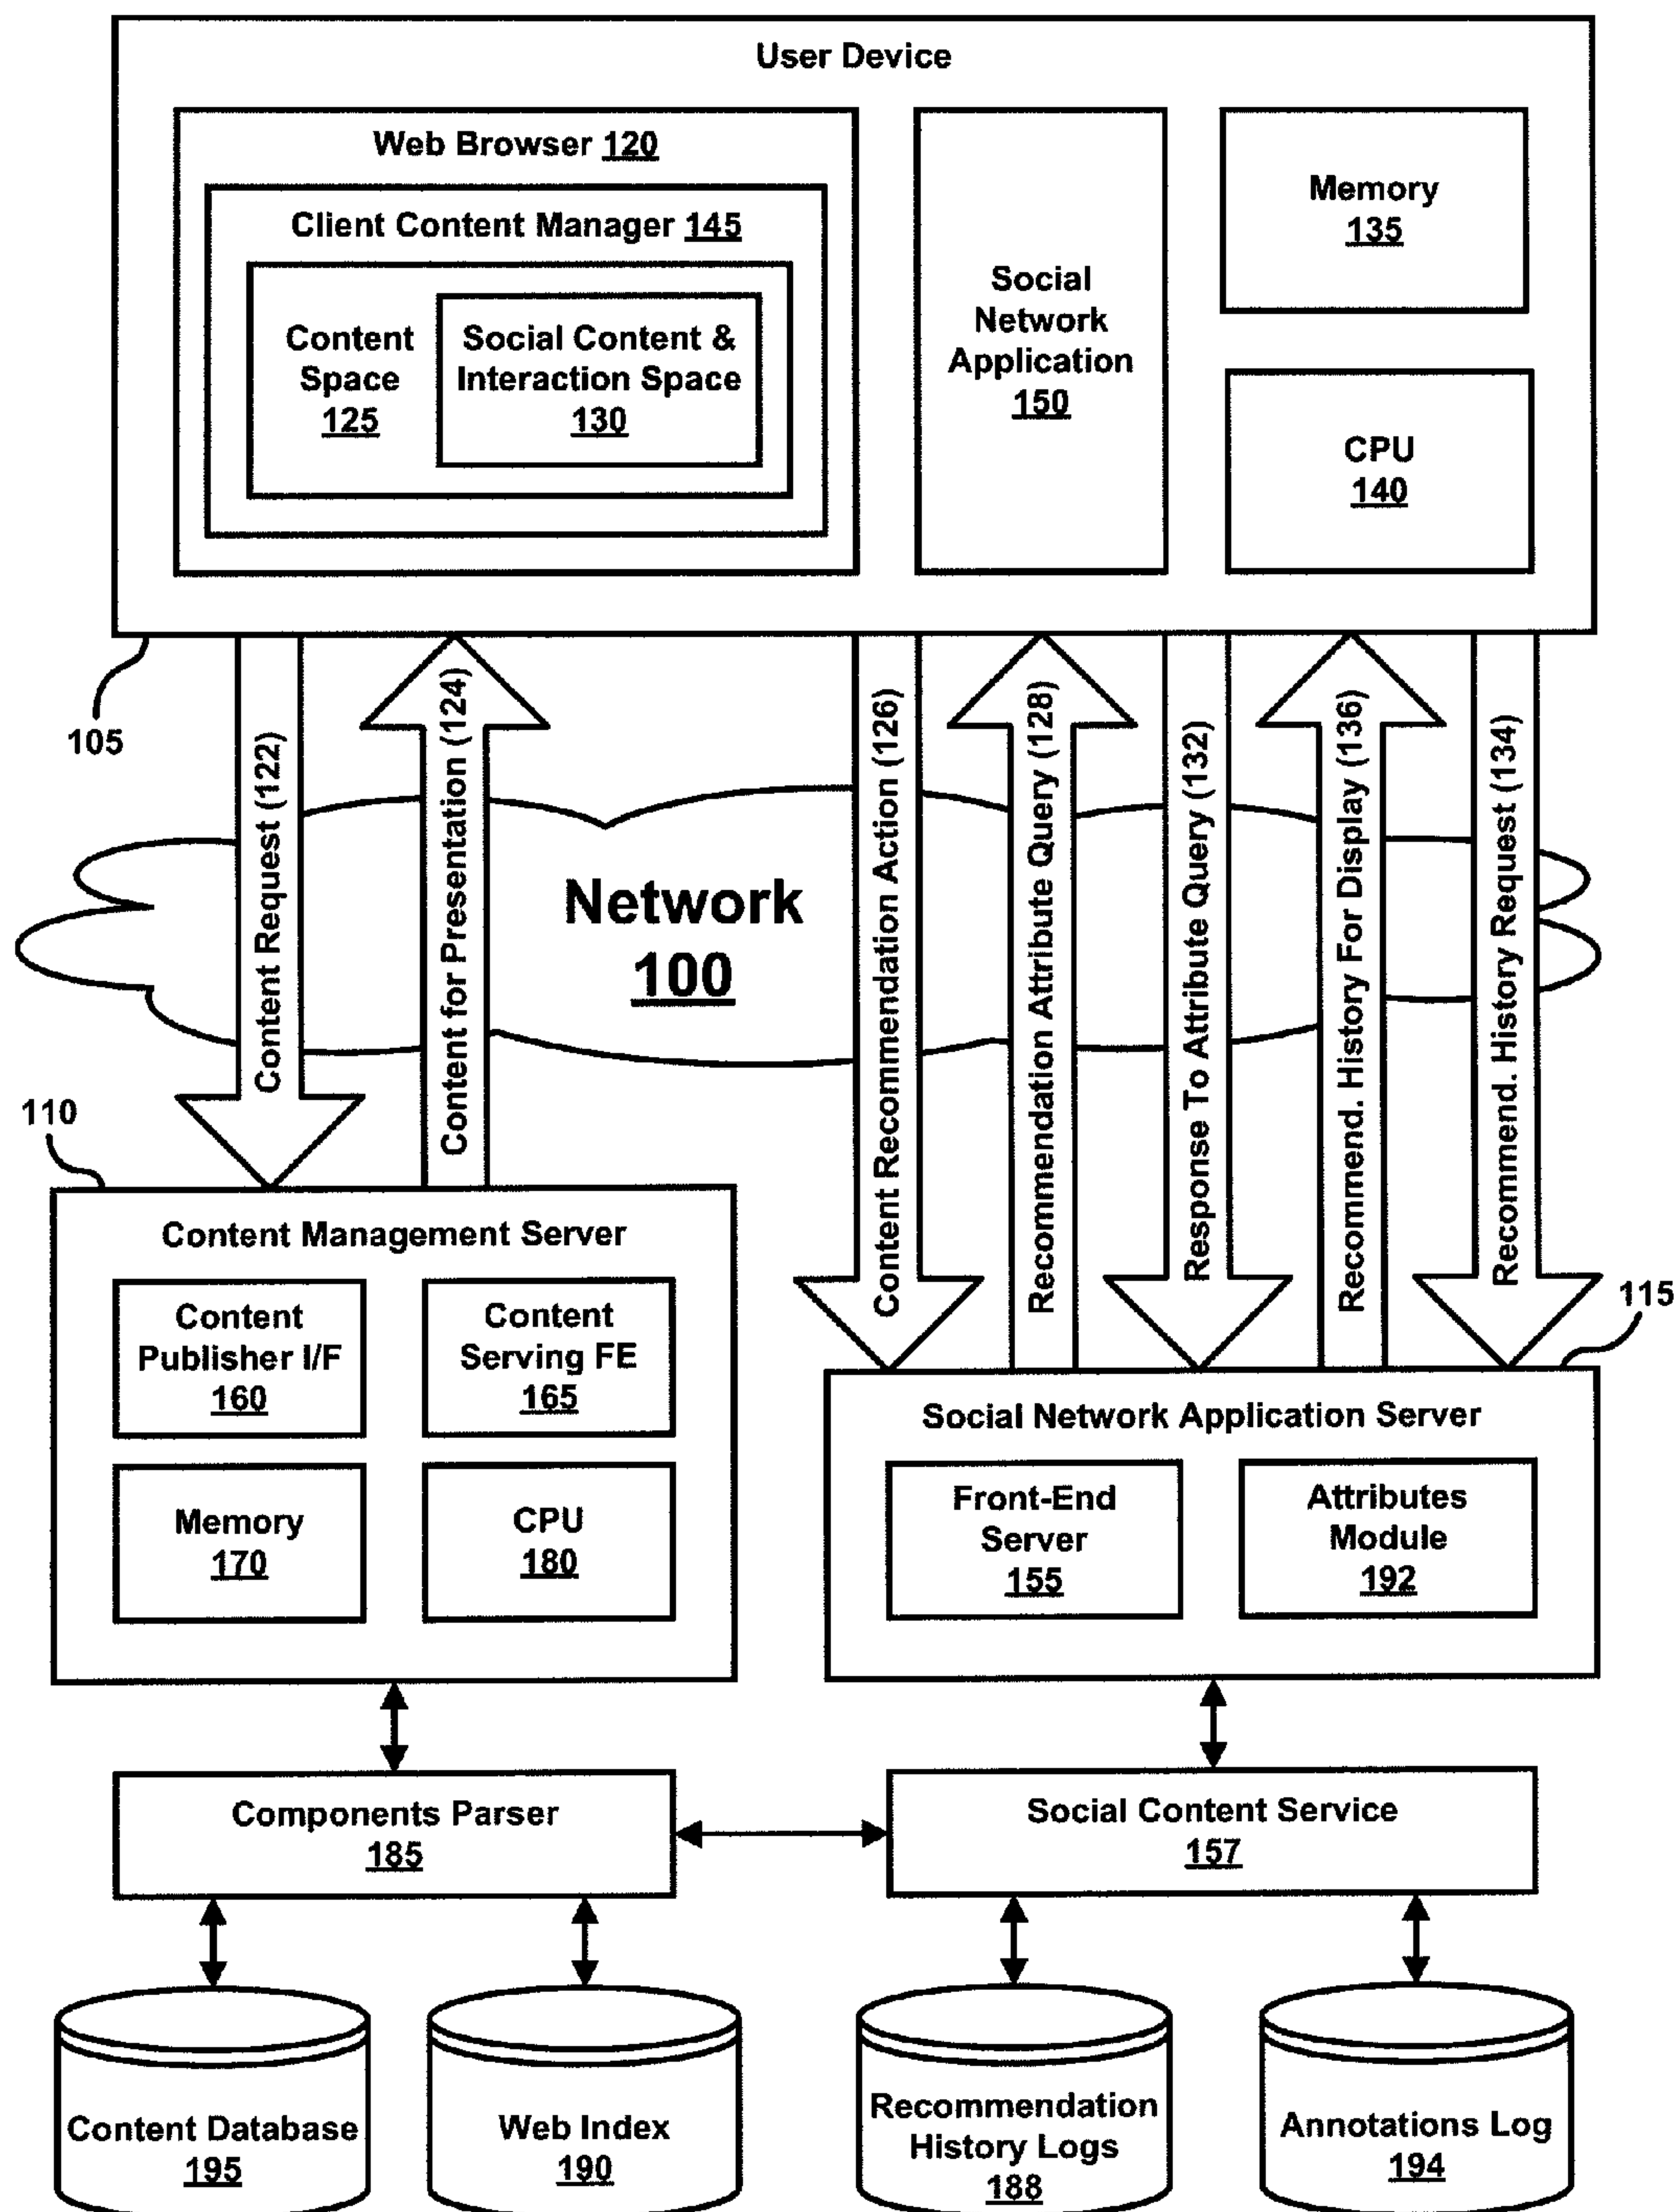 User Device
Web Browser 120
Client Content Manager 145
Content
Space
125
Social Content &
Interaction Space
130
Social
Network
Application
150
Memory
135
CPU
140
105
Content Request (122)
Content for Presentation (124)
Content Recommendation Action (126)
Recommendation Attribute Query (128)
Response To Attribute Query (132)
Recommend. History For Display (136)
Recommend. History Request (134)
Network
100
110
Content Management Server
Content
Publisher I/F
160
Content
Serving FE
165
Memory
170
CPU
180
115
Social Network Application Server
Front-End
Server
155
Attributes
Module
192
Components Parser
185
Social Content Service
157
Content Database
195
Web Index
190
Recommendation
History Logs
188
Annotations Log
194